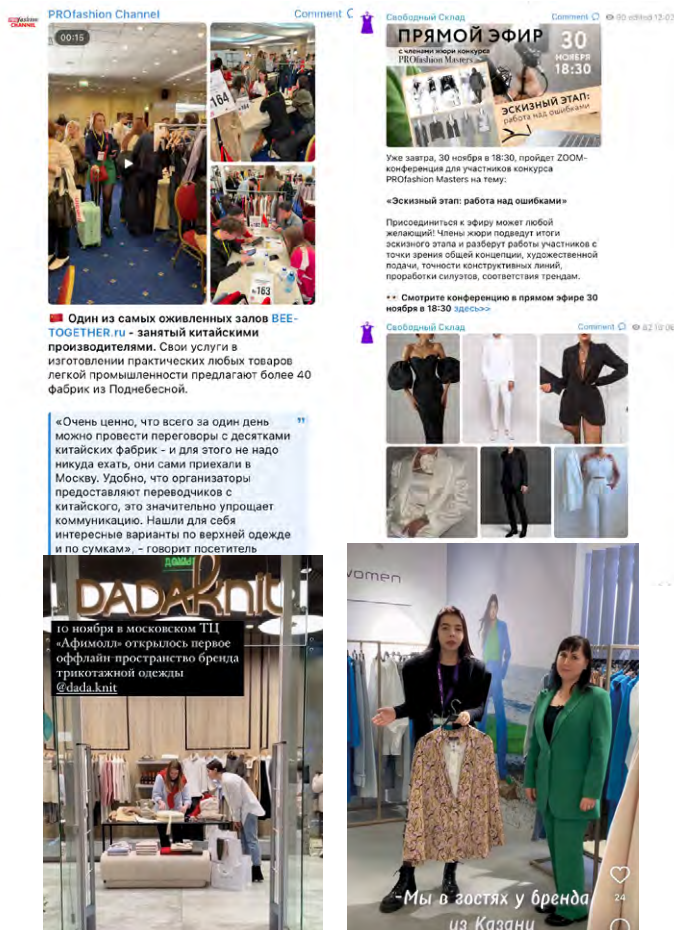 PROfashion Channel
Comment
PROfashion
CHANNEL
00:15
164
№163
🇨🇳 Один из самых оживленных залов BEE-
TOGETHER.ru - занятый китайскими
производителями. Свои услуги в
изготовлении практических любых товаров
легкой промышленности предлагают более 40
фабрик из Поднебесной.
«Очень ценно, что всего за один день
можно провести переговоры с десятками
китайских фабрик - и для этого не надо
никуда ехать, они сами приехали в
Москву. Удобно, что организаторы
предоставляют переводчиков с
китайского, это значительно упрощает
коммуникацию. Нашли для себя
интересные варианты по верхней одежде
и по сумкам», - говорит посетитель
Свободный Склад
Comment
90 edited
ПРЯМОЙ ЭФИР
с членами жюри конкурса
PROfashion Masters
30
НОЯБРЯ
18:30
ЭСКИЗНЫЙ ЭТАП:
работа над ошибками
Уже завтра, 30 ноября в 18:30, пройдет ZOOM-
конференция для участников конкурса
PROfashion Masters на тему:
«Эскизный этап: работа над ошибками»
Присоединиться к эфиру может любой
желающий! Члены жюри подведут итоги
эскизного этапа и разберут работы участников с
точки зрения общей концепции, художественной
подачи, точности конструктивных линий,
проработки силуэтов, соответствия трендам.
👀 Смотрите конференцию в прямом эфире 30
ноября в 18:30 здесь>>
Свободный Склад
Comment
82
DADAknit
10 ноября в московском ТЦ
«Афимолл» открылось первое
оффлайн-пространство бренда
трикотажной одежды
@dada.knit
women
-Мы в гостях у бренда
из Казани
24